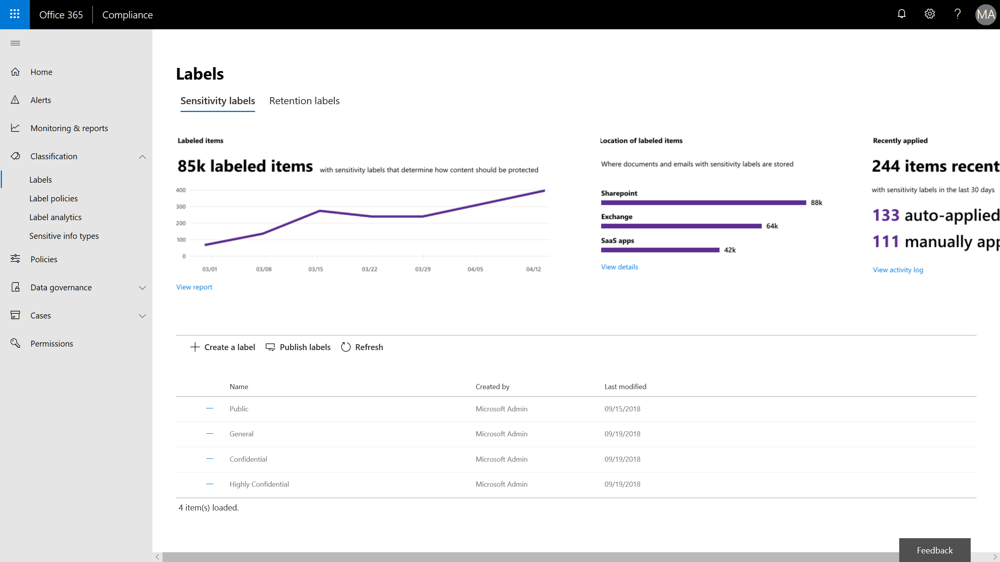 Office 365 Compliance MA
Home
Alerts
Monitoring & reports
Classification
Labels
Label policies
Label analytics
Sensitive info types
Policies
Data governance
Cases
Permissions
Labels
Sensitivity labels Retention labels
Labeled items
85k labeled items with sensitivity labels that determine how content should be protected
400
300
200
100
0
03/01 03/08 03/15 03/22 03/29 04/05 04/12
View report
Location of labeled items
Where documents and emails with sensitivity labels are stored
Sharepoint
88k
Exchange
64k
SaaS apps
42k
View details
Recently applied
244 items recent
with sensitivity labels in the last 30 days
133 auto-applied
111 manually app
View activity log
Create a label Publish labels Refresh
Name Created by Last modified
Public Microsoft Admin 09/15/2018
General Microsoft Admin 09/19/2018
Confidential Microsoft Admin 09/19/2018
Highly Confidential Microsoft Admin 09/19/2018
4 item(s) loaded.
Feedback